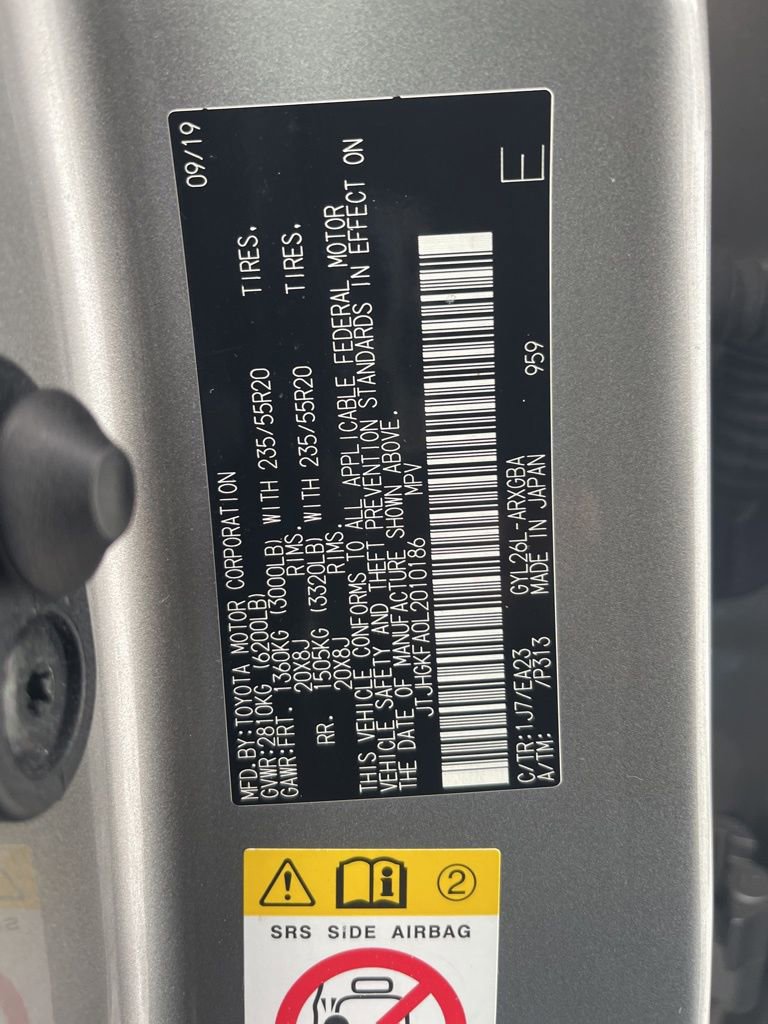 MFD.BY:TOYOTA MOTOR CORPORATION 09/19
GVWR:2810KG (6200LB)
GAWR:FRT. 1360KG (3000LB) WITH 235/55R20 TIRES.
20X8J RIMS.
RR. 1505KG (3320LB) WITH 235/55R20 TIRES.
20X8J RIMS.
THIS VEHICLE CONFORMS TO ALL APPLICABLE FEDERAL MOTOR
VEHICLE SAFETY AND THEFT PREVENTION STANDARDS IN EFFECT ON
THE DATE OF MANUFACTURE SHOWN ABOVE.
JTJHGKFA0L2010186 MPV
C/TR:1J7/EA23 GYL26L-ARXGBA E
A/TM: /P313 MADE IN JAPAN 959
2
SRS SIDE AIRBAG